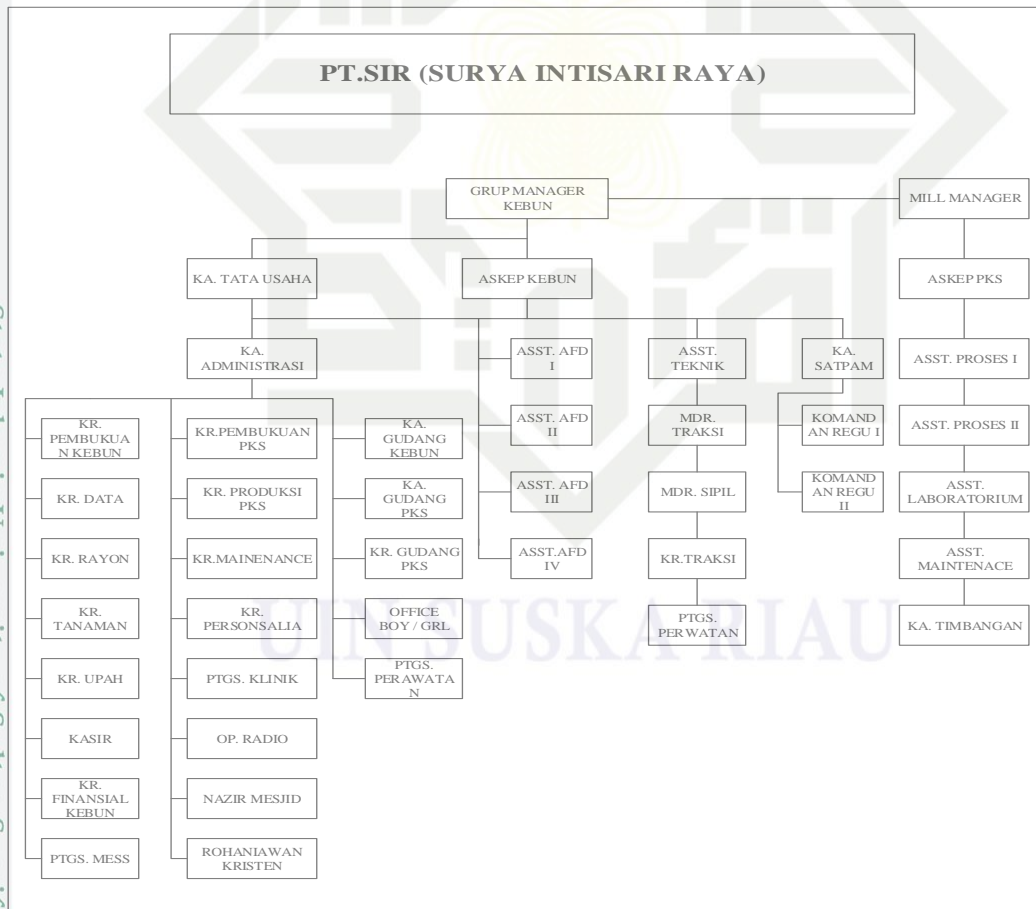 PT.SIR (SURYA INTISARI RAYA)
GRUP MANAGER
KEBUN
MILL MANAGER
KA. TATA USAHA
ASKEP KEBUN
ASKEP PKS
KA.
ADMINISTRASI
ASST. AFD
I
ASST.
TEKNIK
KA.
SATPAM
ASST. PROSES I
KR.
PEMBUKUA
N KEBUN
KR.PEMBUKUAN
PKS
KA.
GUDANG
KEBUN
ASST. AFD
II
MDR.
TRAKSI
KOMAND
AN REGU I
ASST. PROSES II
KR. DATA
KR. PRODUKSI
PKS
KA.
GUDANG
PKS
ASST. AFD
III
MDR. SIPIL
KOMAND
AN REGU
II
ASST.
LABORATORIUM
KR. RAYON
KR.MAINENANCE
KR. GUDANG
PKS
ASST.AFD
IV
KR.TRAKSI
ASST.
MAINTENACE
KR.
TANAMAN
KR.
PERSONSALIA
OFFICE
BOY / GRL
PTGS.
PERWATAN
KA. TIMBANGAN
UIN SUSKA RIAU
KR. UPAH
PTGS. KLINIK
PTGS.
PERAWATA
N
KASIR
OP. RADIO
KR.
FINANSIAL
KEBUN
NAZIR MESJID
PTGS. MESS
ROHANIAWAN
KRISTEN